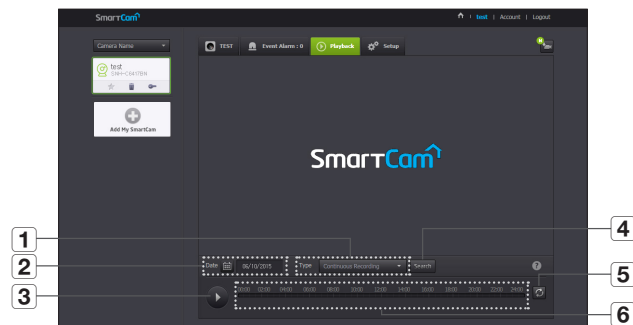 SmartCam
test | Account | Logout
Camera Name
TEST
Event Alarm : 0
Playback
Setup
test
SNH-C6417BN
Add My SmartCam
SmartCam
1
2
3
4
5
6
Date
06/10/2015
Type
Continuous Recording
Search
?
00:00 02:00 04:00 06:00 08:00 10:00 12:00 14:00 16:00 18:00 20:00 22:00 24:00